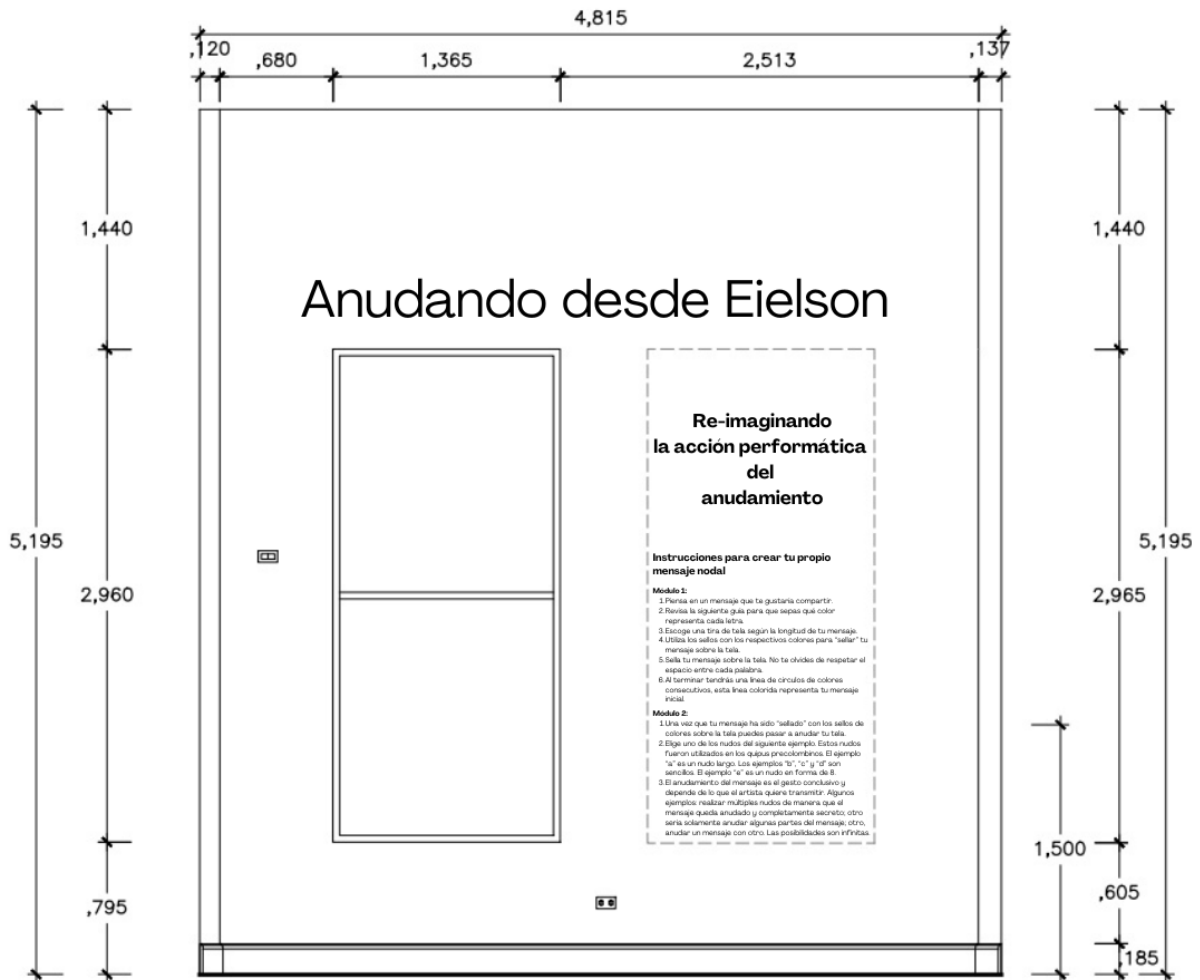 4,815
,120
,680
1,365
2,513
,137
1,440
1,440
Anudando desde Eielson
Re-imaginando
la acción performática
del
anudamiento
5,195
5,195
Instrucciones para crear tu propio
mensaje nodal
2,960
2,965
Modulo 1:
1. Piensa en un mensaje que te gustaria compartir.
2. Revisa la siguiente guía para que sepas qué color
representa cada letra.
3. Escoge una tira de tela según la longitud de tu mensaje.
4. Utiliza los sellos con los respectivos colores para "sellar" tu
mensaje sobre la tela.
5. Sella tu mensaje sobre la tela. No te olvides de respetar el
espacio entre cada palabra.
6. Al terminar tendrás una línea de círculos de colores
consecutivos, esta línea colorida representa tu mensaje
inicial.
Módulo 2:
1. Una vez que tu mensaje ha sido "sellado" con los sellos de
colores sobre la tela puedes pasar a anudar tu tela.
2. Elige uno de los nudos del siguiente ejemplo. Estos nudos
fueron utilizados en los quipus precolombinos. El ejemplo
"a" es un nudo largo. Los ejemplos "b", "c" y "d" son
sencillos. El ejemplo "e" es un nudo en forma de 8.
3. El anudamiento del mensaje es el gesto conclusivo y
depende de lo que el artista quiere transmitir. Algunos
ejemplos: realizar múltiples nudos de manera que el
mensaje queda anudado y completamente secreto; otro
sería solamente anudar algunas partes del mensaje; otro,
anudar un mensaje con otro. Las posibilidades son infinitas
1,500
,795
,605
185